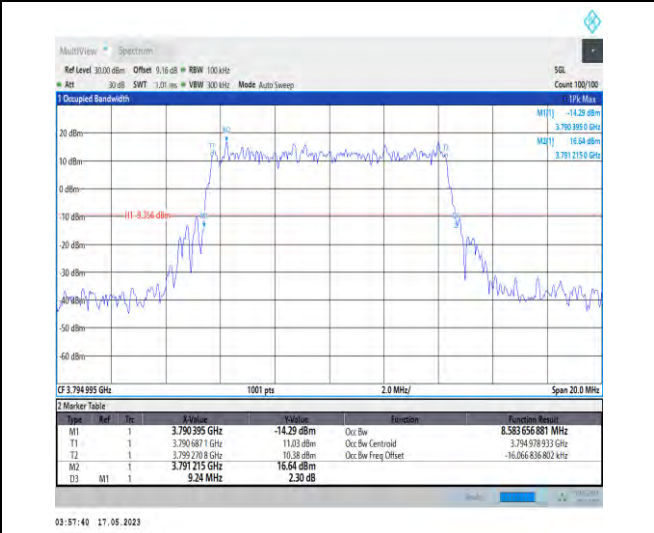 MultiView Spectrum
Ref Level 30.00 dBm Offset 9.16 dB RBW 100 kHz SGL
Att 30 dB SWT 1.01 ms VBW 300 kHz Mode Auto Sweep Count 100/100
1 Occupied Bandwidth 1Pk Max
M1[1] -14.29 dBm
3.790 395 0 GHz
20 dBm M2[1] 16.64 dBm
3.791 215 0 GHz
10 dBm
0 dBm
-10 dBm H1 -9.356 dBm
-20 dBm
-30 dBm
-40 dBm
-50 dBm
-60 dBm
CF 3.794 995 GHz 1001 pts 2.0 MHz/ Span 20.0 MHz
2 Marker Table
Type Ref Trc X-Value Y-Value Function Function Result
M1 1 3.790 395 GHz -14.29 dBm Occ Bw 8.583 656 881 MHz
T1 1 3.790 687 1 GHz 11.03 dBm Occ Bw Centroid 3.794 978 933 GHz
T2 1 3.799 270 8 GHz 10.38 dBm Occ Bw Freq Offset -16.066 836 802 kHz
M2 1 3.791 215 GHz 16.64 dBm
D3 M1 1 9.24 MHz 2.30 dB
03:57:40 17.05.2023